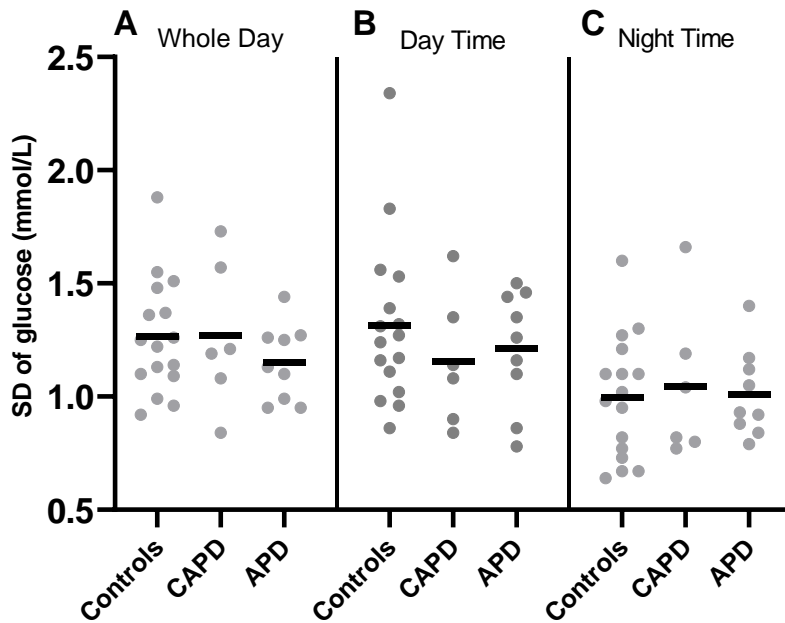 A Whole Day
B Day Time
C Night Time
SD of glucose (mmol/L)
2.5
2.0
1.5
1.0
0.5
Controls CAPD APD
Controls CAPD APD
Controls CAPD APD